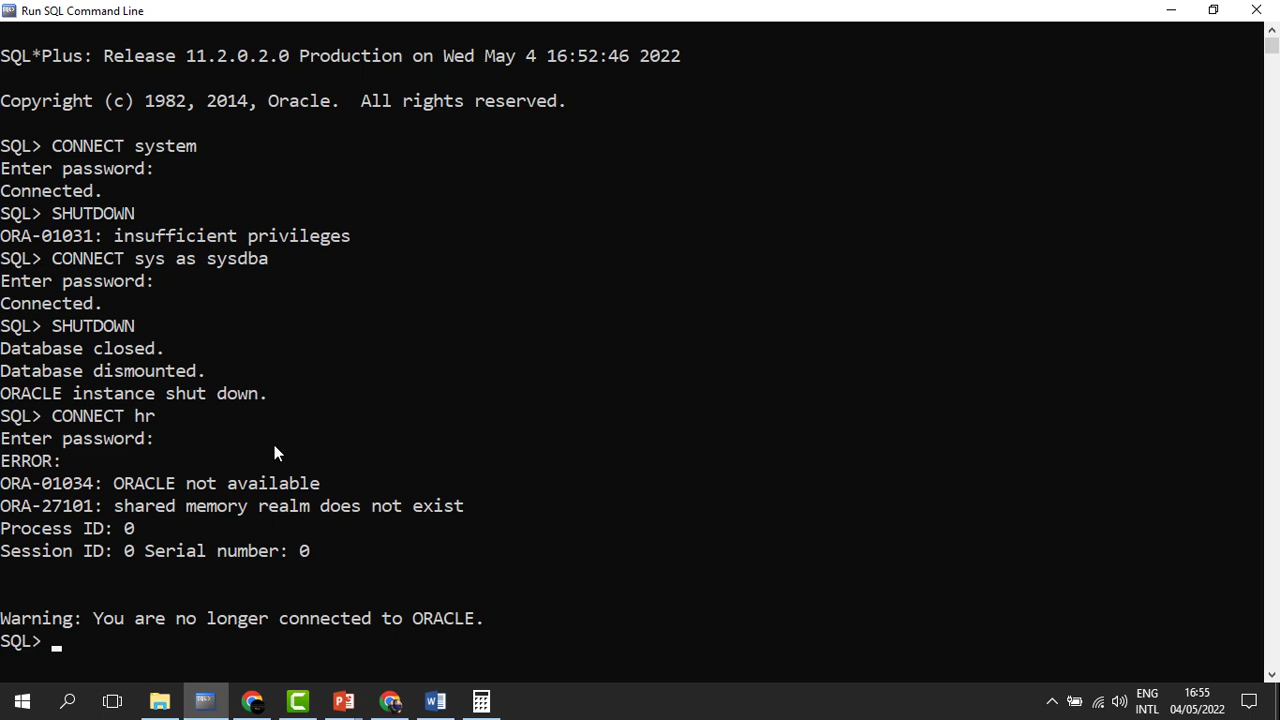 Run SQL Command Line
SQL*Plus: Release 11.2.0.2.0 Production on Wed May 4 16:52:46 2022
Copyright (c) 1982, 2014, Oracle.  All rights reserved.
SQL> CONNECT system
Enter password:
Connected.
SQL> SHUTDOWN
ORA-01031: insufficient privileges
SQL> CONNECT sys as sysdba
Enter password:
Connected.
SQL> SHUTDOWN
Database closed.
Database dismounted.
ORACLE instance shut down.
SQL> CONNECT hr
Enter password:
ERROR:
ORA-01034: ORACLE not available
ORA-27101: shared memory realm does not exist
Process ID: 0
Session ID: 0 Serial number: 0
Warning: You are no longer connected to ORACLE.
SQL>
ENG 16:55
INTL 04/05/2022